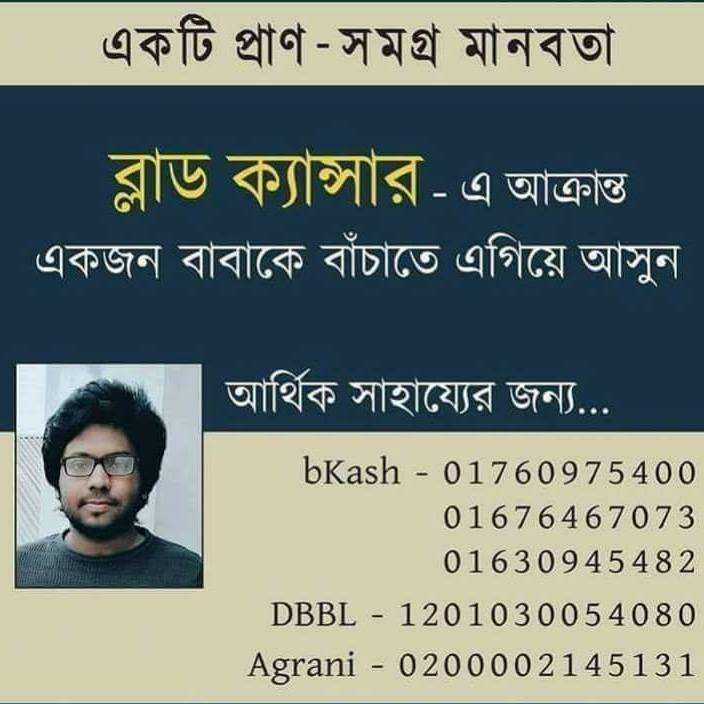 একটি প্রাণ - সমগ্র মানবতা
ব্লাড ক্যান্সার - এ আক্রান্ত
একজন বাবাকে বাঁচাতে এগিয়ে আসুন
আর্থিক সাহায্যের জন্য...
bKash - 01760975400
01676467073
01630945482
DBBL - 1201030054080
Agrani - 0200002145131